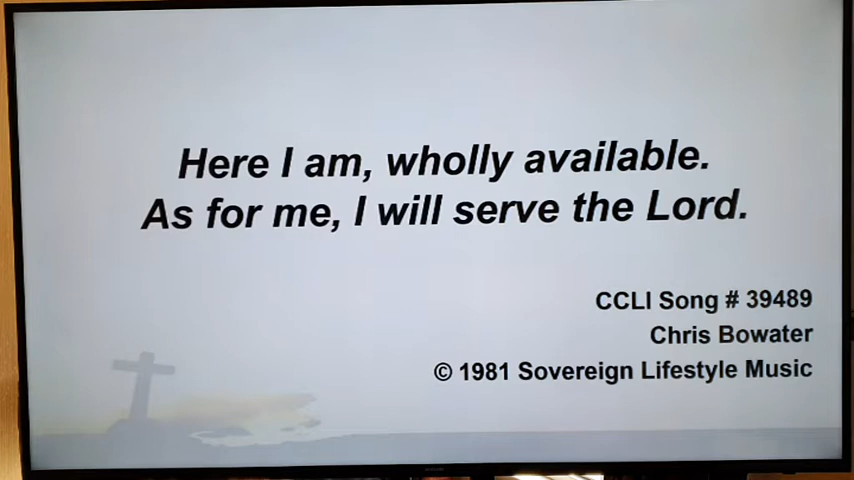 Here I am, wholly available.
As for me, I will serve the Lord.
CCLI Song # 39489
Chris Bowater
© 1981 Sovereign Lifestyle Music